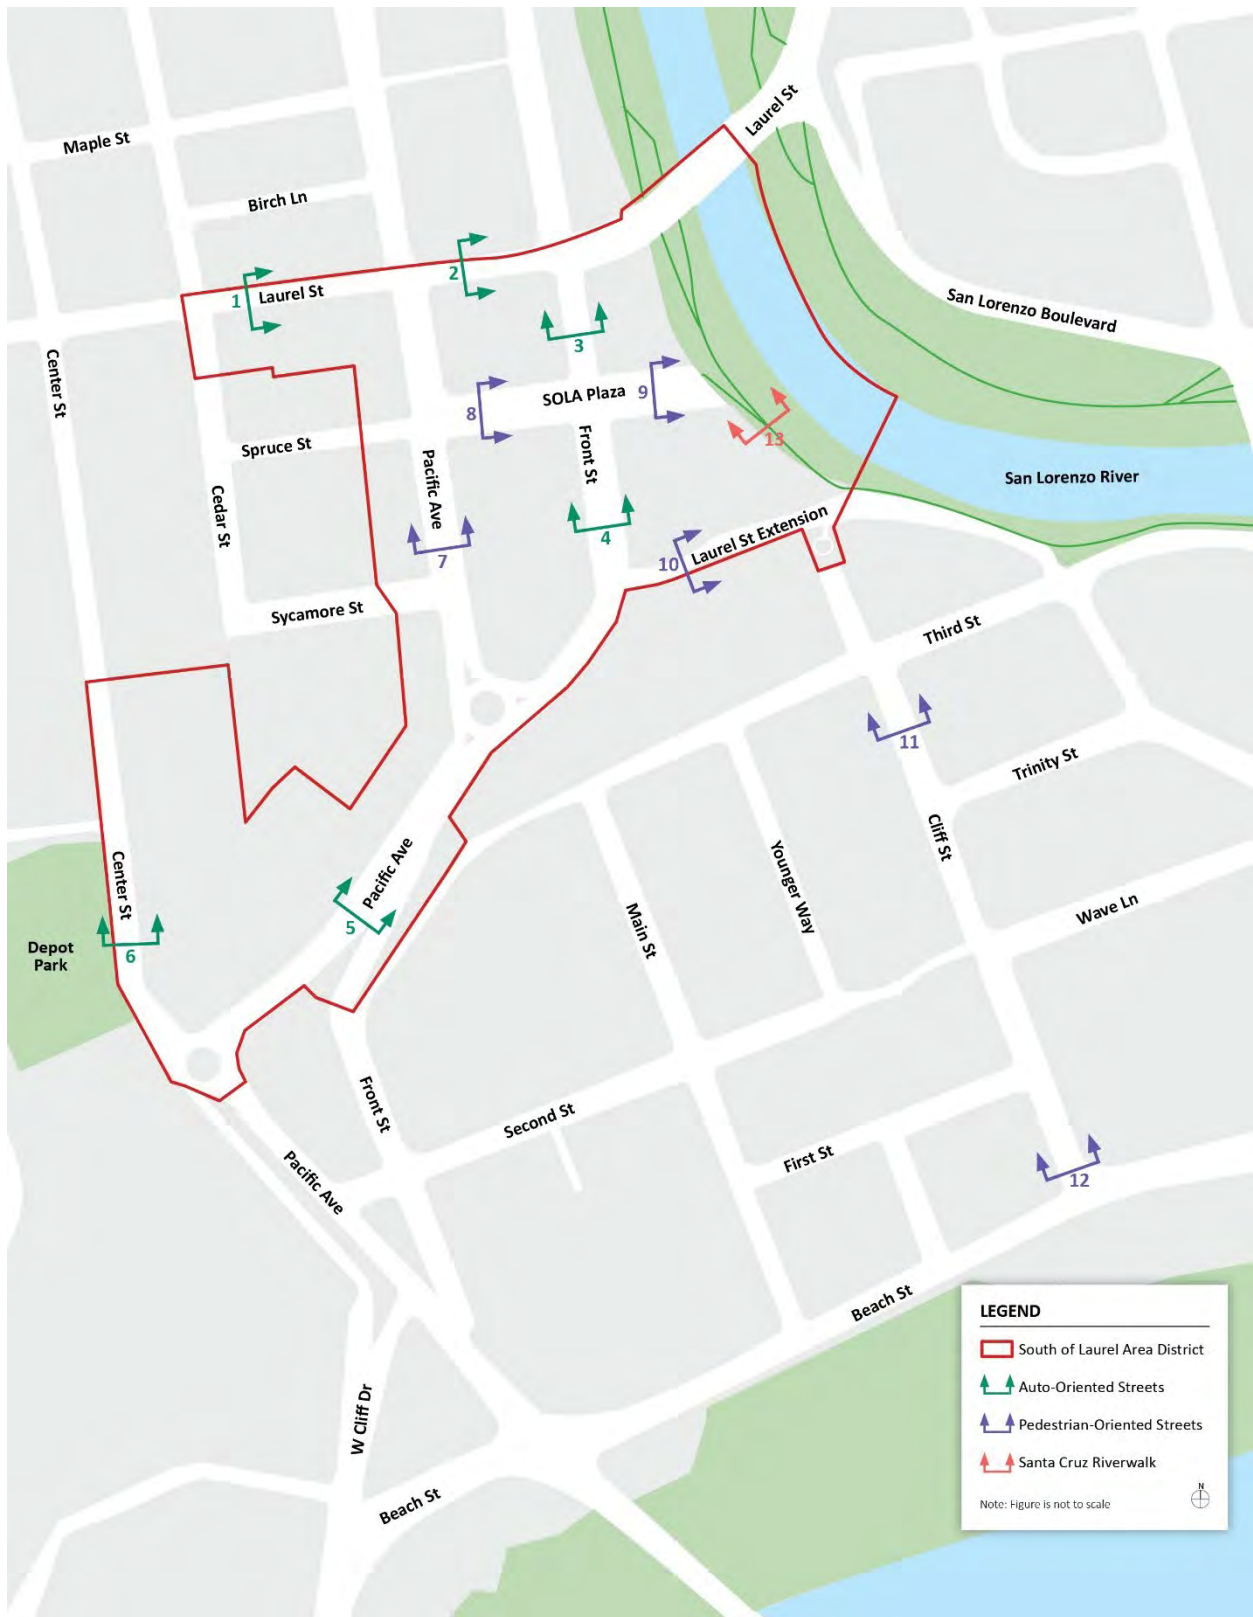 Laurel St
Maple St
Birch Ln
2
1
Laurel St
San Lorenzo Boulevard
3
Center St
SOLA Plaza
9
8
13
Spruce St
Front St
San Lorenzo River
Pacific Ave
Cedar St
4
Laurel St Extension
7
10
Sycamore St
Third St
11
Trinity St
Cliff St
Pacific Ave
Center St
Younger Way
Wave Ln
5
Main St
Depot
Park
6
Front St
Second St
First St
Pacific Ave
12
Beach St
W Cliff Dr
Beach St
LEGEND
South of Laurel Area District
Auto-Oriented Streets
Pedestrian-Oriented Streets
Santa Cruz Riverwalk
N
Note: Figure is not to scale